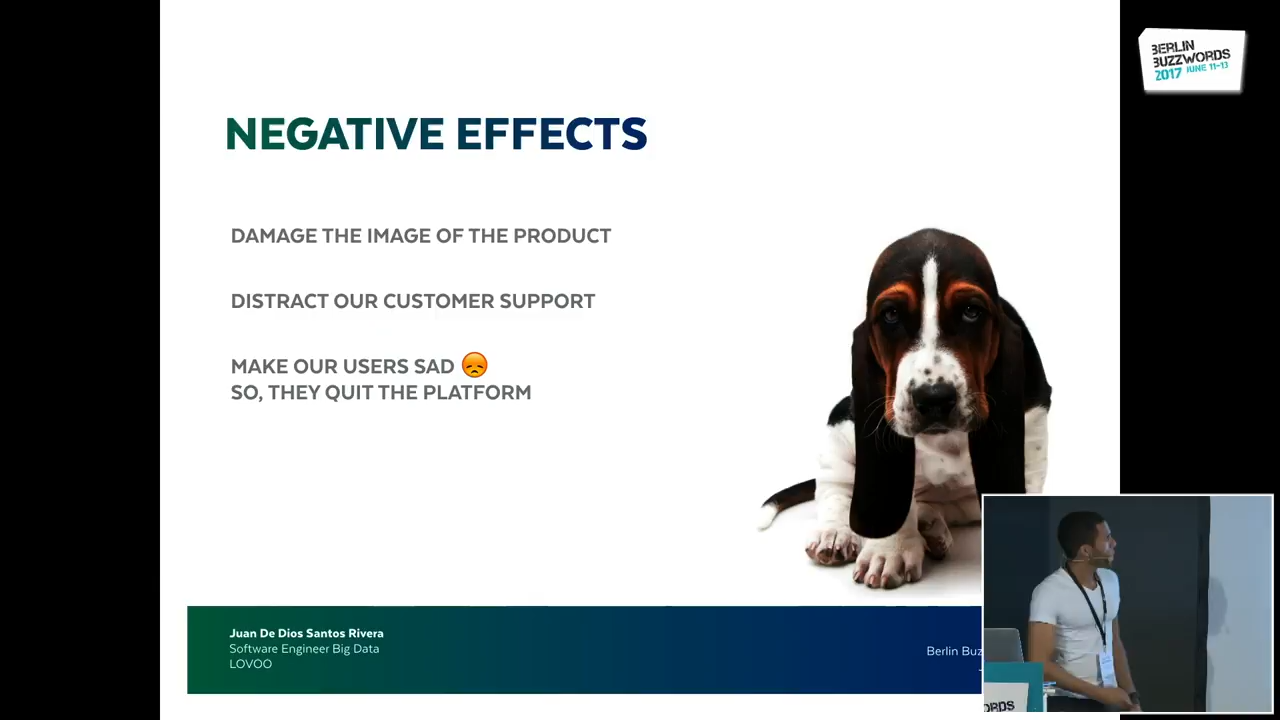 BERLIN
BUZZWORDS
2017 JUNE 11-13
NEGATIVE EFFECTS
DAMAGE THE IMAGE OF THE PRODUCT
DISTRACT OUR CUSTOMER SUPPORT
MAKE OUR USERS SAD 😞
SO, THEY QUIT THE PLATFORM
Juan De Dios Santos Rivera
Software Engineer Big Data
LOVOO
Berlin